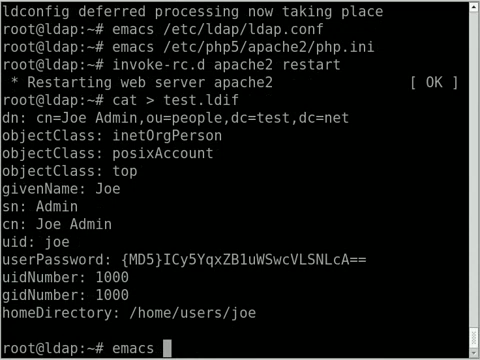 ldconfig deferred processing now taking place
root@ldap:~# emacs /etc/ldap/ldap.conf
root@ldap:~# emacs /etc/php5/apache2/php.ini
root@ldap:~# invoke-rc.d apache2 restart
 * Restarting web server apache2 [ OK ]
root@ldap:~# cat > test.ldif
dn: cn=Joe Admin,ou=people,dc=test,dc=net
objectClass: inetOrgPerson
objectClass: posixAccount
objectClass: top
givenName: Joe
sn: Admin
cn: Joe Admin
uid: joe
userPassword: {MD5}ICy5YqxZB1uWSwcVLSNLcA==
uidNumber: 1000
gidNumber: 1000
homeDirectory: /home/users/joe
root@ldap:~# emacs